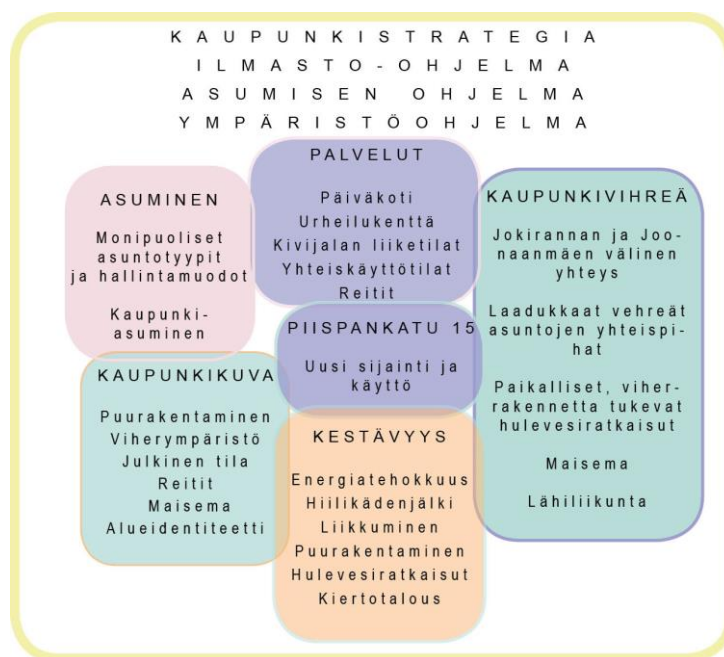 KAUPUNKISTRATEGIA
ILMASTO-OHJELMA
ASUMISEN OHJELMA
YMPÄRISTÖOHJELMA
PALVELUT
Päiväkoti
Urheilukenttä
Kivijalan liiketilat
Yhteiskäyttötilat
Reitit
ASUMINEN
Monipuoliset
asuntotyypit
ja hallintamuodot
Kaupunki-
asuminen
KAUPUNKIVIHREÄ
Jokirannan ja Joo-
naanmäen välinen
yhteys
Laadukkaat vehreät
asuntojen yhteispi-
hat
Paikalliset, viher-
rakennetta tukevat
hulevesiratkaisut
Maisema
Lähiliikunta
PIISPANKATU 15
Uusi sijainti ja
käyttö
KAUPUNKIKUVA
Puurakentaminen
Viherympäristö
Julkinen tila
Reitit
Maisema
Alueidentiteetti
KESTÄVYYS
Energiatehokkuus
Hiilikädenjälki
Liikkuminen
Puurakentaminen
Hulevesiratkaisut
Kiertotalous